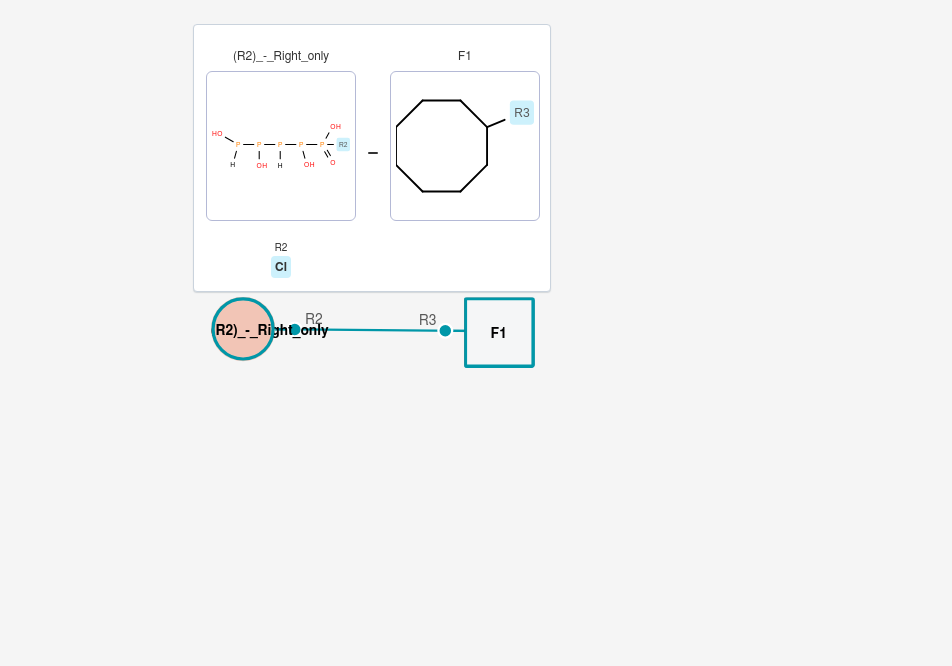 (R2)_-_Right_only
F1
HO
P
P
P
P
P
OH
R2
H
OH
H
OH
O
R3
–
R2
Cl
R2)_-_Right_only
R2
R3
F1